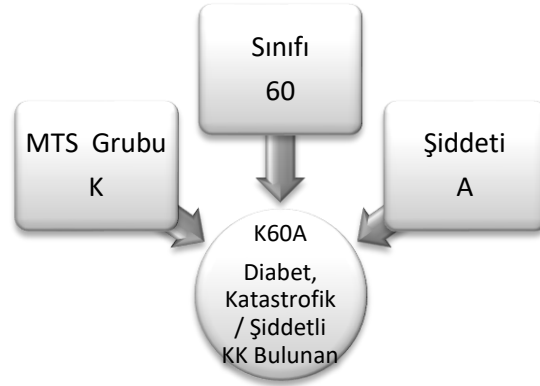 Sınıfı
60
MTS Grubu
K
Şiddeti
A
K60A
Diabet,
Katastrofik
/ Şiddetli
KK Bulunan